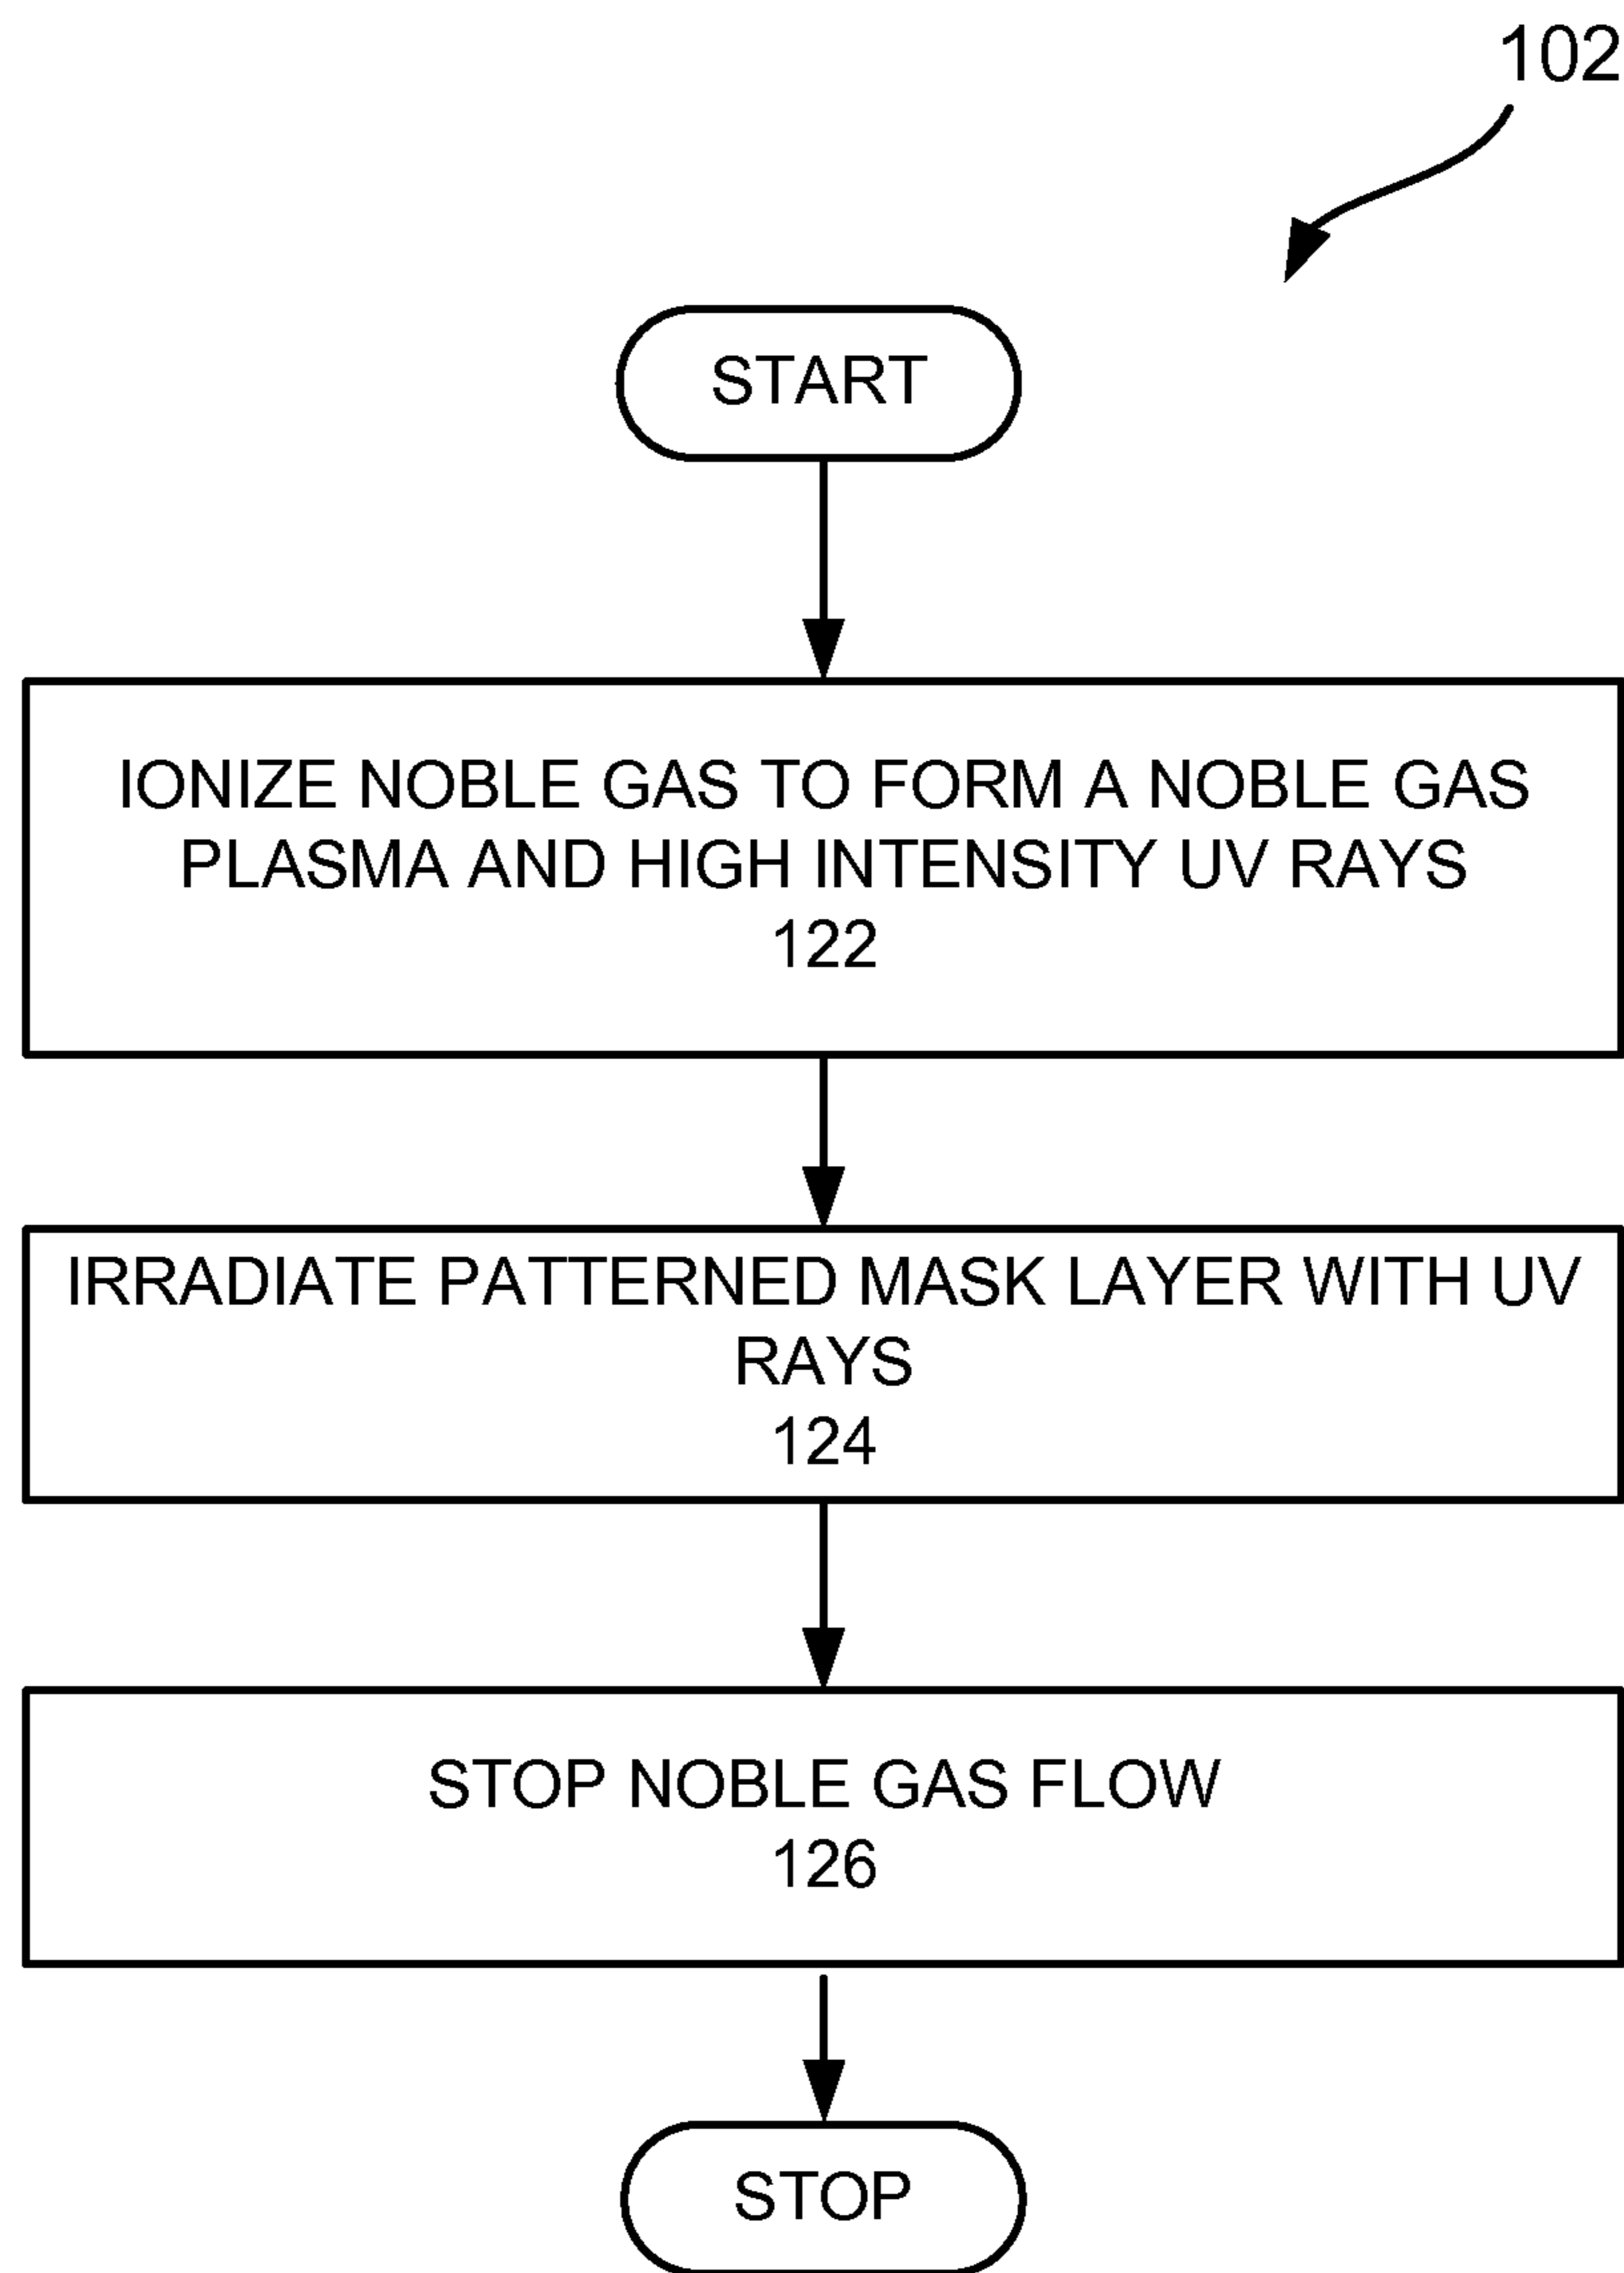 102
START
IONIZE NOBLE GAS TO FORM A NOBLE GAS
PLASMA AND HIGH INTENSITY UV RAYS
122
IRRADIATE PATTERNED MASK LAYER WITH UV
RAYS
124
STOP NOBLE GAS FLOW
126
STOP